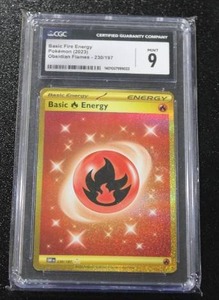 CGC
CERTIFIED GUARANTY COMPANY
Basic Fire Energy
Pokémon (2023)
Obsidian Flames - 230/197
MINT
9
Basic Energy
ENERGY
Basic Energy